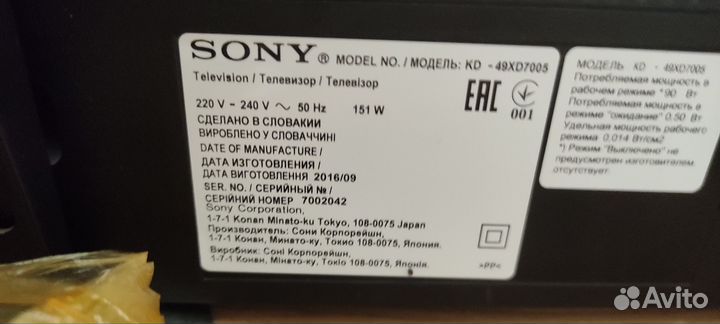 SONY ® MODEL NO. / МОДЕЛЬ: KD - 49XD7005
Television / Телевизор / Телевізор
220 V - 240 V ~ 50 Hz 151 W
EAC
001
СДЕЛАНО В СЛОВАКИИ
ВИРОБЛЕНО У СЛОВАЧЧИНІ
DATE OF MANUFACTURE /
ДАТА ИЗГОТОВЛЕНИЯ /
ДАТА ВИГОТОВЛЕННЯ 2016/09
SER. NO. / СЕРИЙНЫЙ № /
СЕРІЙНИЙ НОМЕР 7002042
Sony Corporation,
1-7-1 Konan Minato-ku Tokyo, 108-0075 Japan
Производитель: Сони Корпорейшн,
1-7-1 Конан, Минато-ку, Токио 108-0075, Япония.
Виробник: Соні Корпорейшн,
1-7-1 Конан, Мінато-ку, Токіо 108-0075, Японія.
>PP<
МОДЕЛЬ KD - 49XD7005
Потребляемая мощность в
рабочем режиме *90 Вт
Потребляемая мощность в
режиме "ожидание" 0.50 Вт
Удельная мощность рабочего
режима 0,014 Вт/см2
*) Режим "Выключено" не
предусмотрен изготовителем.
отсутствует.
Avito